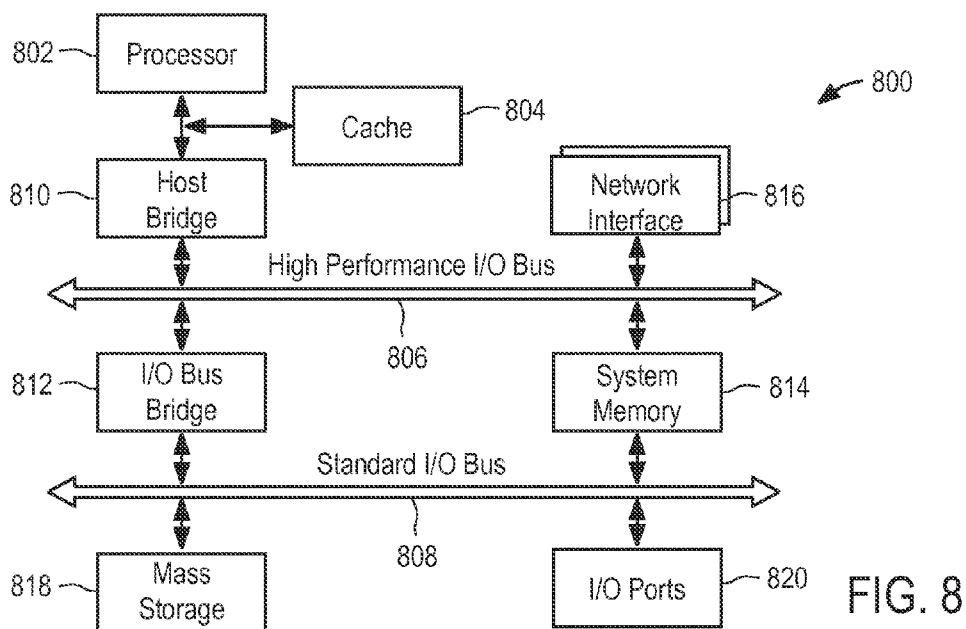 802
Processor
800
Cache
804
810
Host
Bridge
Network
Interface
816
High Performance I/O Bus
806
812
I/O Bus
Bridge
System
Memory
814
Standard I/O Bus
808
818
Mass
Storage
I/O Ports
820
FIG. 8